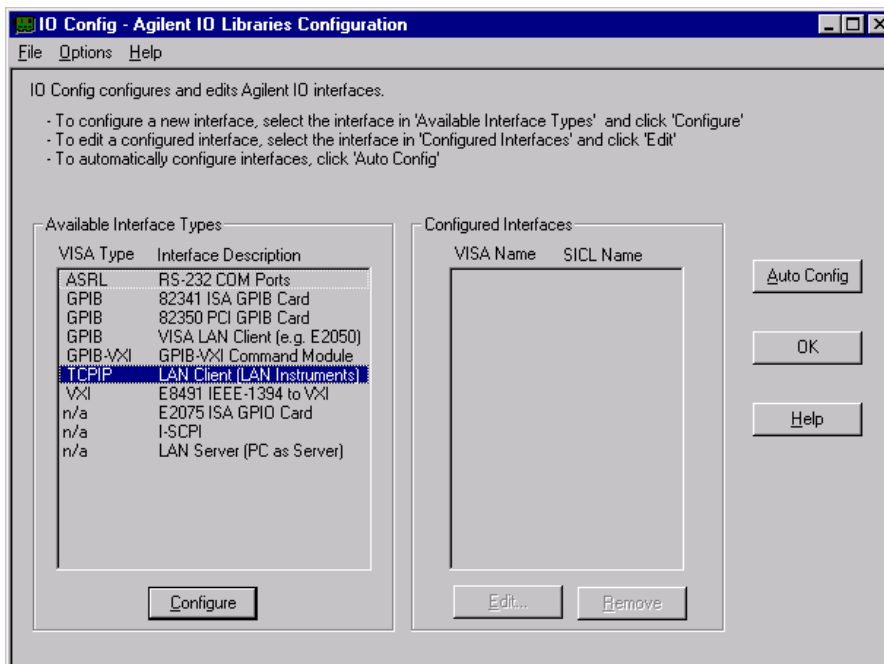 IO Config - Agilent IO Libraries Configuration
File Options Help
IO Config configures and edits Agilent IO interfaces.
- To configure a new interface, select the interface in 'Available Interface Types' and click 'Configure'
- To edit a configured interface, select the interface in 'Configured Interfaces' and click 'Edit'
- To automatically configure interfaces, click 'Auto Config'
Available Interface Types
VISA Type Interface Description
ASRL RS-232 COM Ports
GPIB 82341 ISA GPIB Card
GPIB 82350 PCI GPIB Card
GPIB VISA LAN Client (e.g. E2050)
GPIB-VXI GPIB-VXI Command Module
TCPIP LAN Client (LAN Instruments)
VXI E8491 IEEE-1394 to VXI
n/a E2075 ISA GPIO Card
n/a I-SCPI
n/a LAN Server (PC as Server)
Configure
Configured Interfaces
VISA Name SICL Name
Edit...
Remove
Auto Config
OK
Help